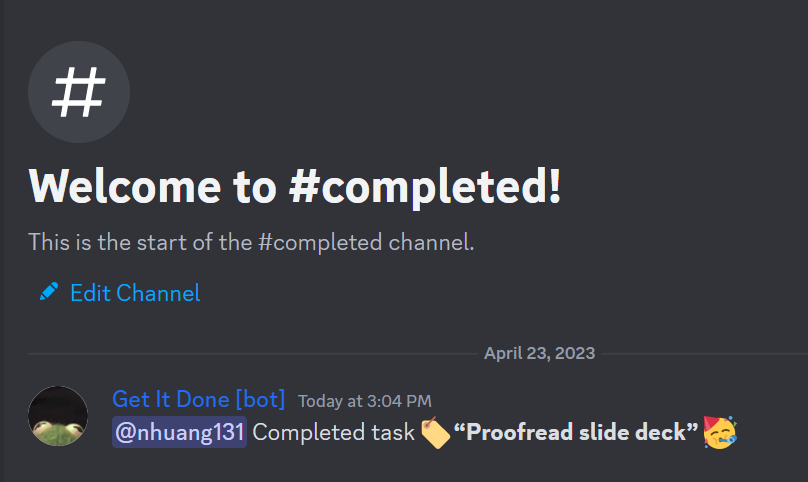 #
Welcome to #completed!
This is the start of the #completed channel.
Edit Channel
April 23, 2023
Get It Done [bot] Today at 3:04 PM
@nhuang131 Completed task 🏷️ “Proofread slide deck” 🥳